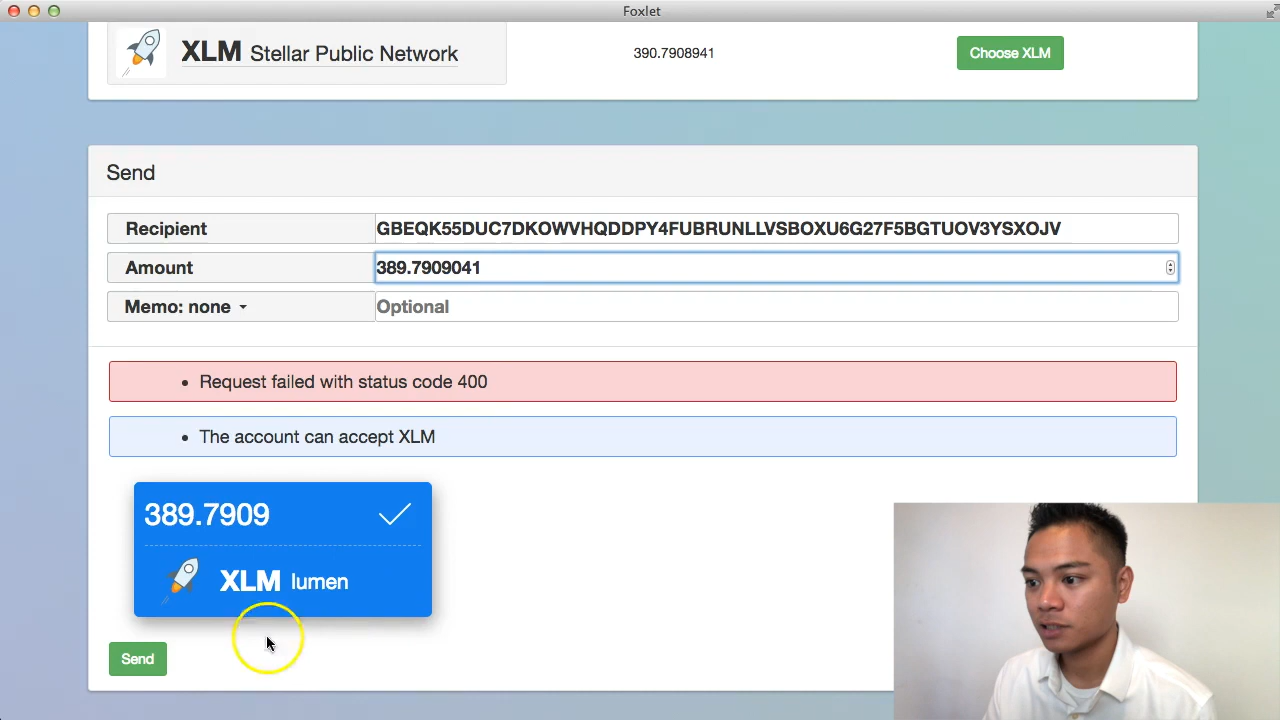 Foxlet
XLM Stellar Public Network 390.7908941 Choose XLM
Send
Recipient GBEQK55DUC7DKOWVHQDDPY4FUBRUNLLVSBOXU6G27F5BGTUOV3YSXOJV
Amount 389.7909041
Memo: none Optional
Request failed with status code 400
The account can accept XLM
389.7909
XLM lumen
Send